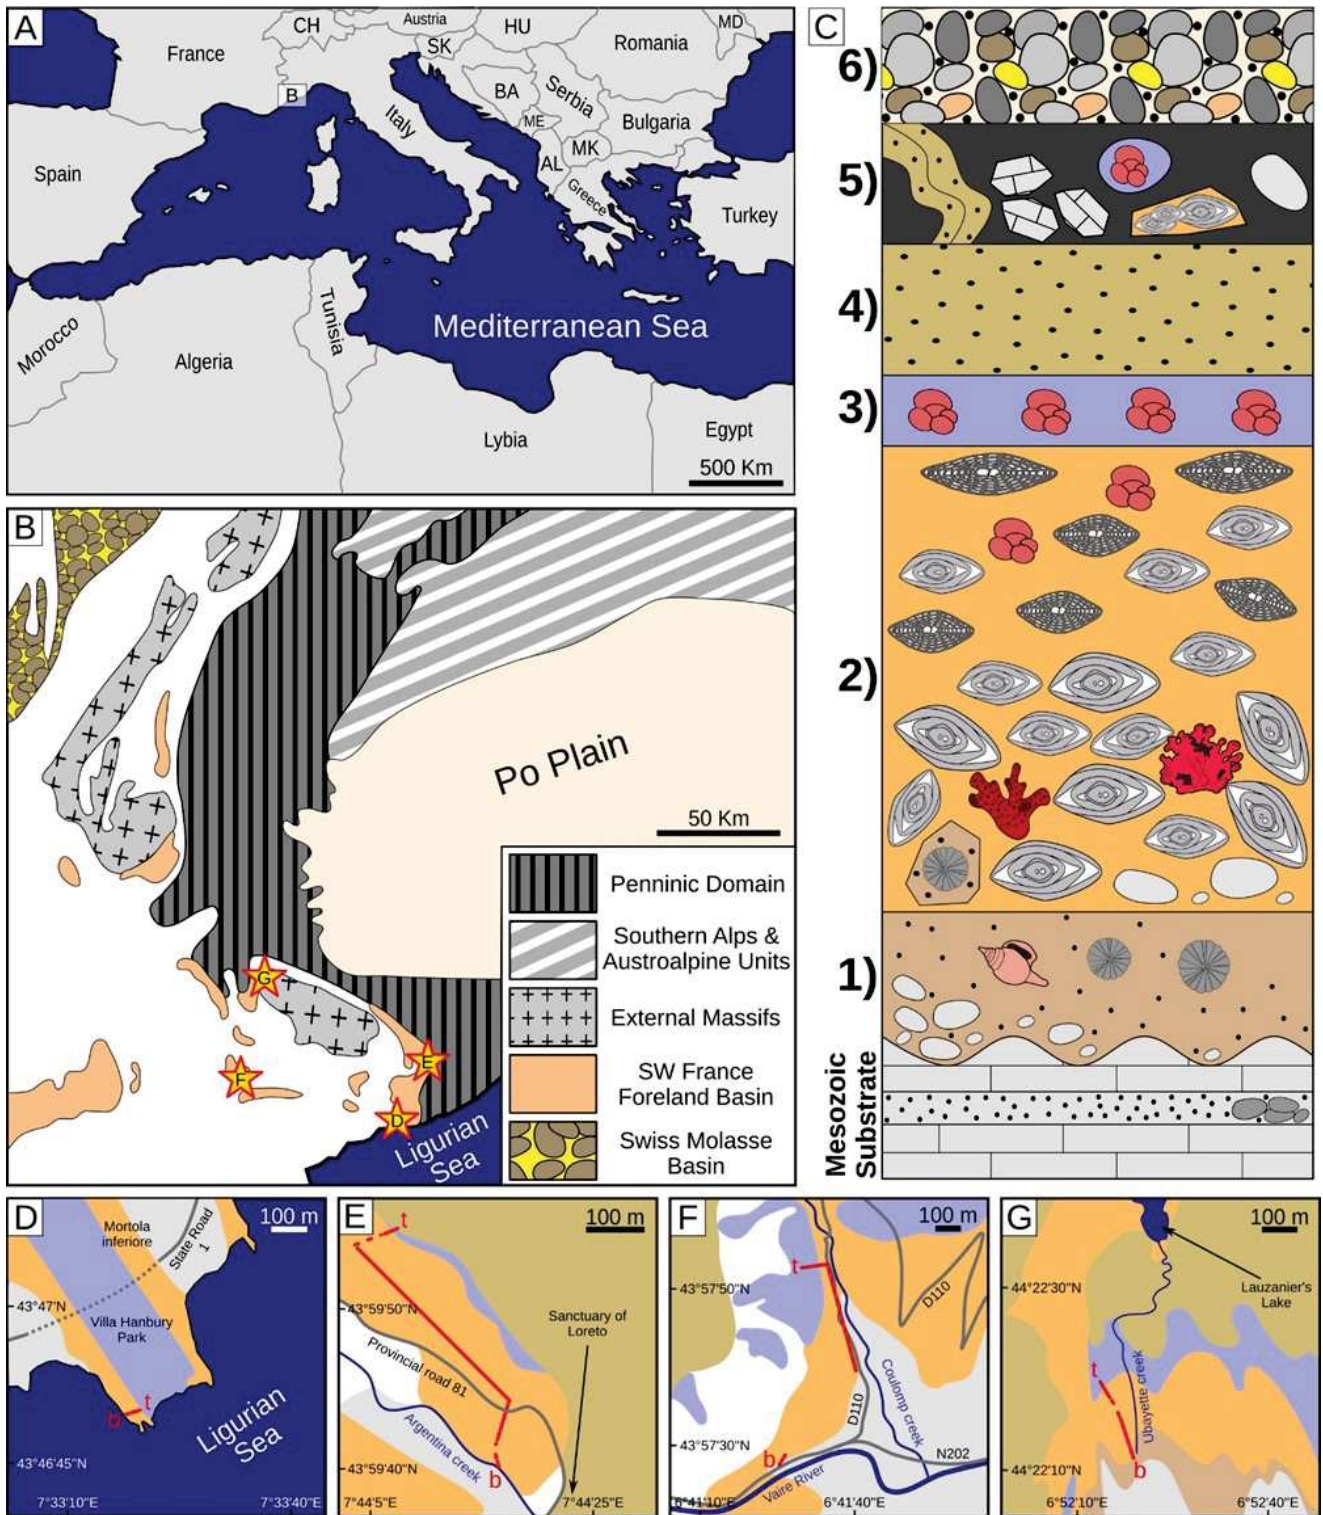 A
France
CH
Austria
HU
MD
SK
Romania
B
BA
Serbia
Italy
ME
Bulgaria
Spain
AL
MK
Greece
Turkey
Morocco
Algeria
Tunisia
Mediterranean Sea
Lybia
Egypt
500 Km
B
Po Plain
50 Km
Penninic Domain
Southern Alps &
Austroalpine Units
External Massifs
SW France
Foreland Basin
Swiss Molasse
Basin
G
E
F
D
Ligurian
Sea
C
6)
5)
4)
3)
2)
1)
Mesozoic
Substrate
D
100 m
Mortola
inferiore
State Road
1
43°47'N
Villa Hanbury
Park
b
t
Ligurian
Sea
43°46'45"N
7°33'10"E
7°33'40"E
E
100 m
t
43°59'50"N
Sanctuary of
Loreto
Provincial road 81
Argentina creek
b
43°59'40"N
7°44'5"E
7°44'25"E
F
100 m
t
43°57'50"N
D110
Coulomp creek
D110
43°57'30"N
b
N202
Vaire River
6°41'10"E
6°41'40"E
G
100 m
44°22'30"N
Lauzanier's
Lake
t
Ubayette creek
b
44°22'10"N
6°52'10"E
6°52'40"E